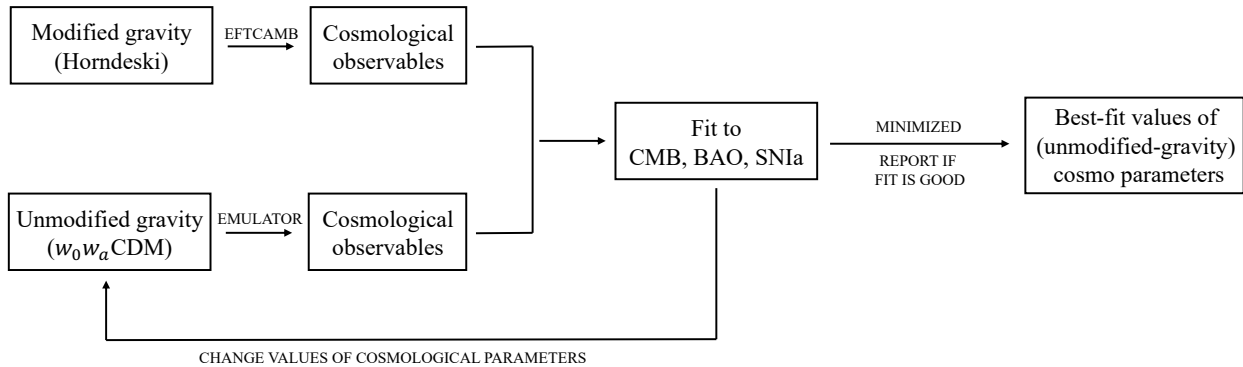 Modified gravity
(Horndeski)
EFTCAMB
Cosmological
observables
Unmodified gravity
(w₀wₐCDM)
EMULATOR
Cosmological
observables
Fit to
CMB, BAO, SNIa
MINIMIZED
REPORT IF
FIT IS GOOD
Best-fit values of
(unmodified-gravity)
cosmo parameters
CHANGE VALUES OF COSMOLOGICAL PARAMETERS